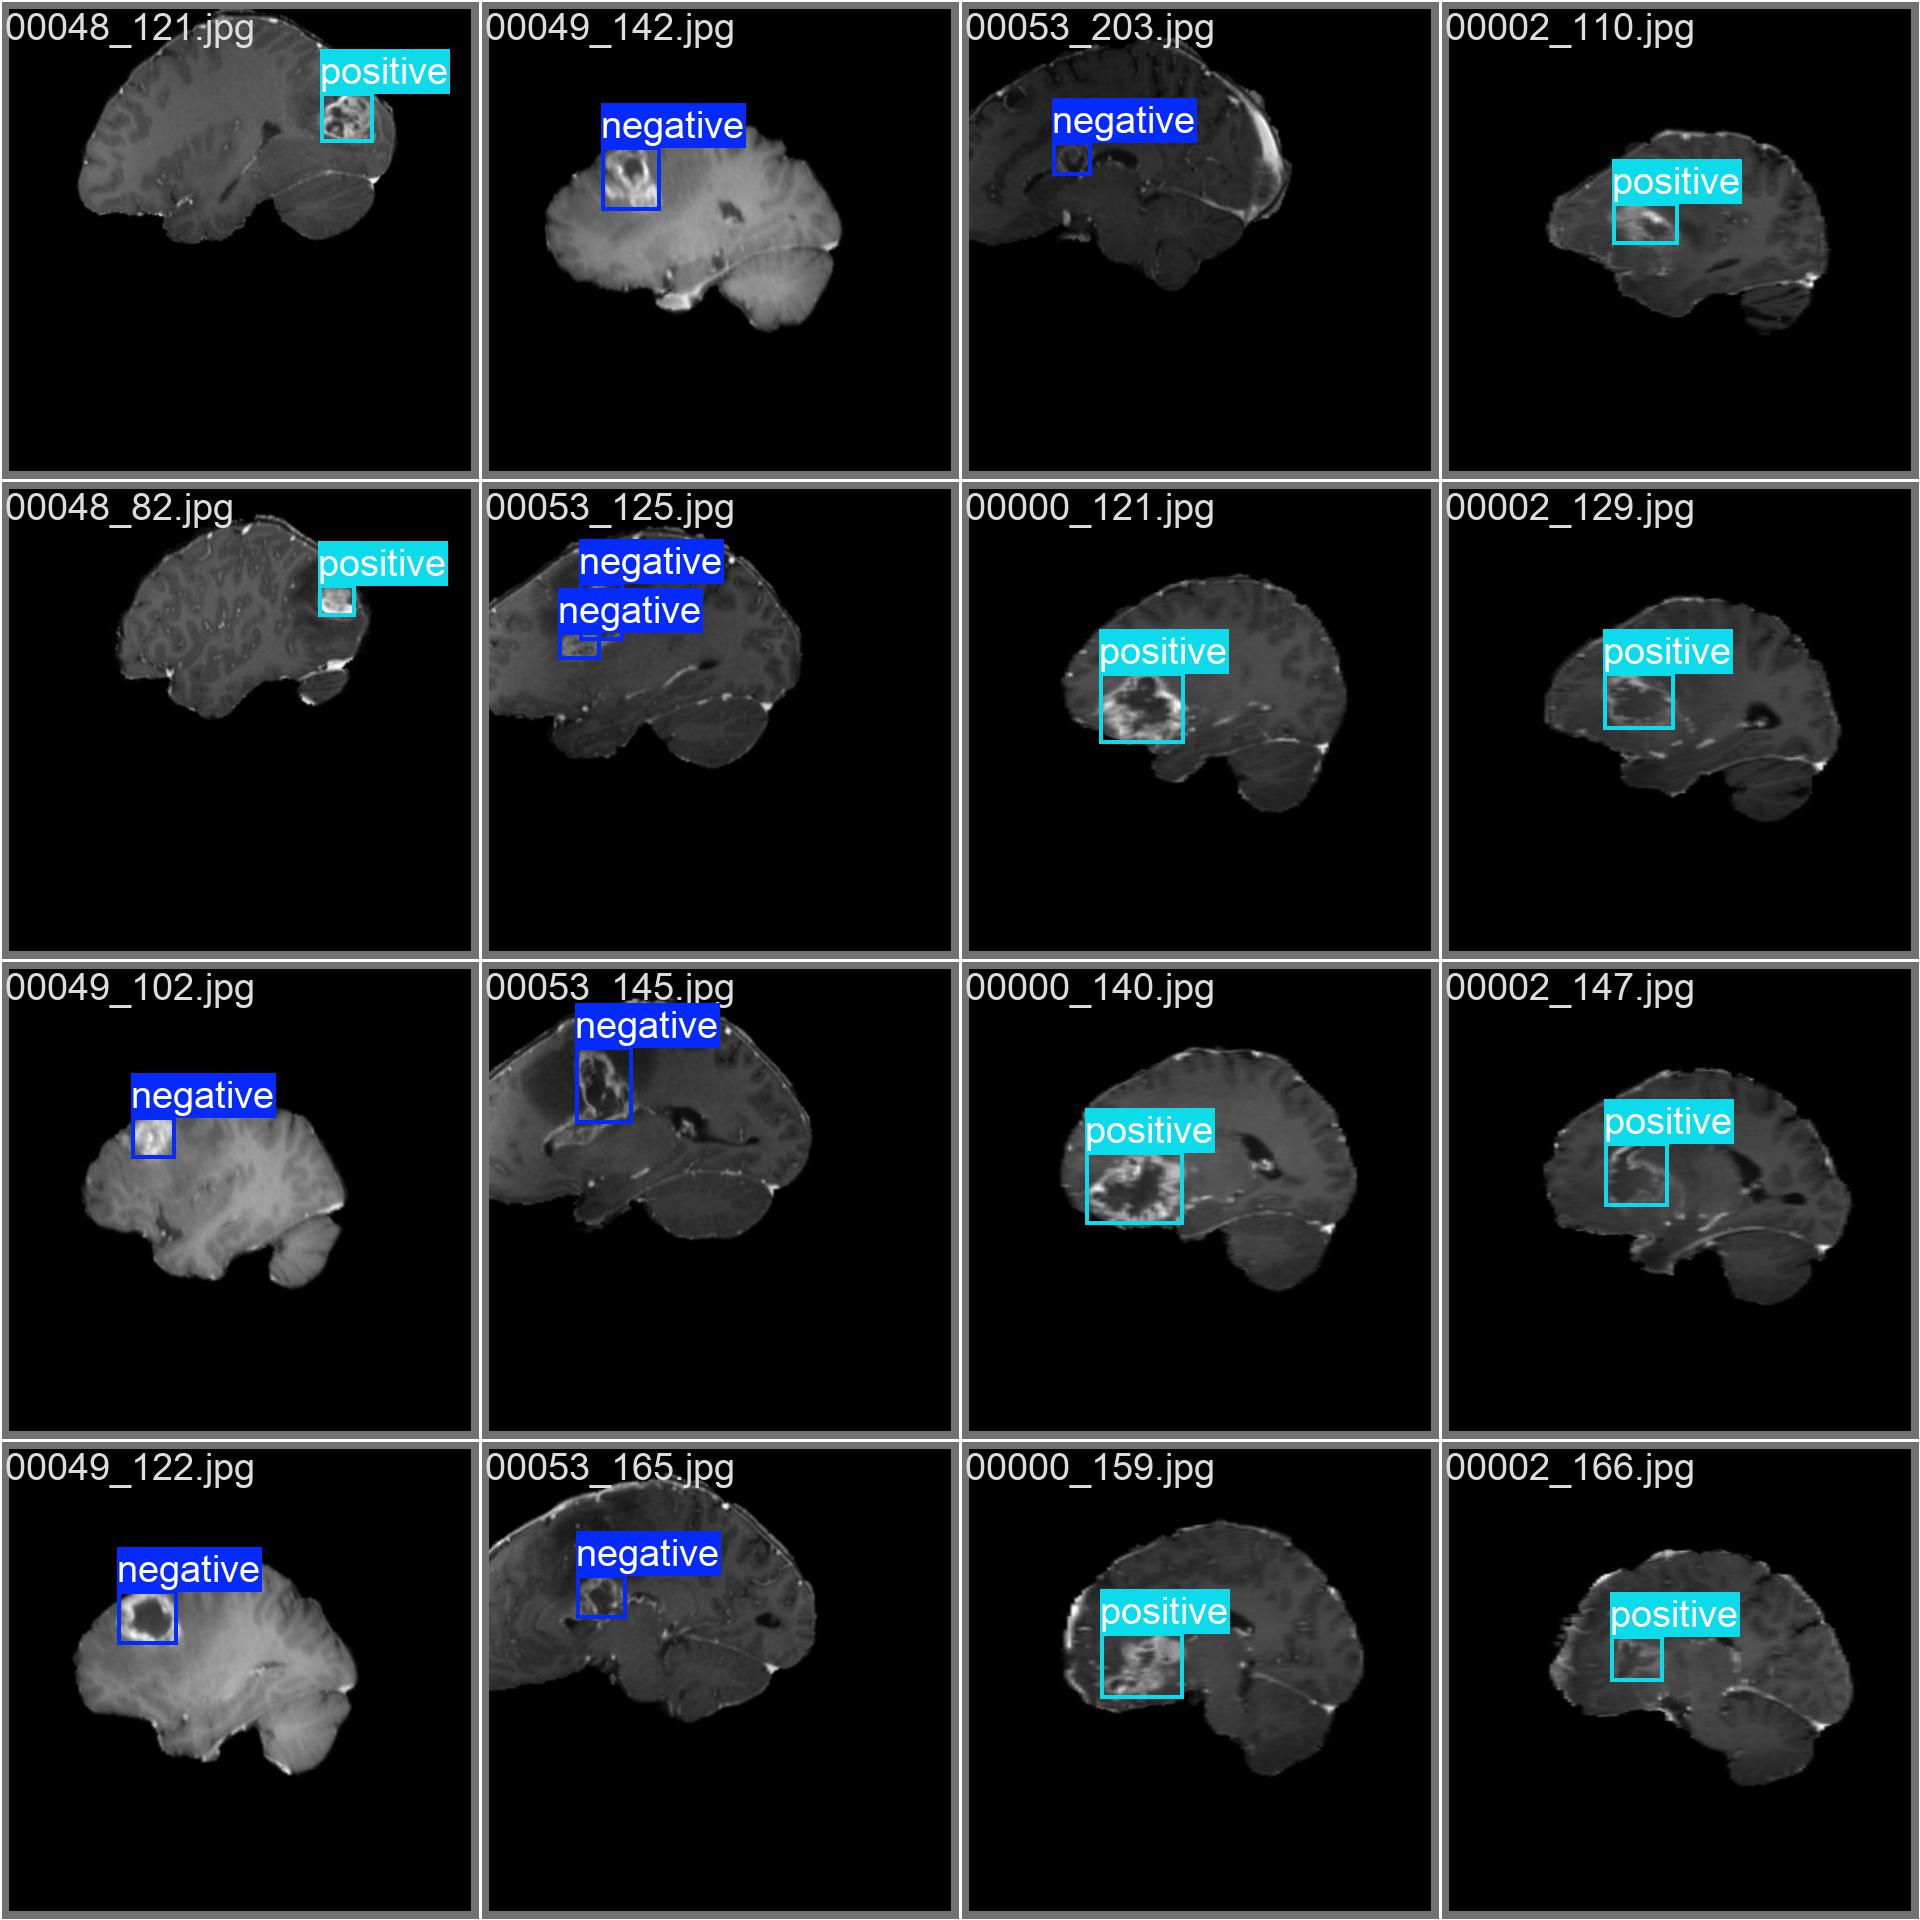 00048_121.jpg
positive
00049_142.jpg
negative
00053_203.jpg
negative
00002_110.jpg
positive
00048_82.jpg
positive
00053_125.jpg
negative
negative
00000_121.jpg
positive
00002_129.jpg
positive
00049_102.jpg
negative
00053_145.jpg
negative
00000_140.jpg
positive
00002_147.jpg
positive
00049_122.jpg
negative
00053_165.jpg
negative
00000_159.jpg
positive
00002_166.jpg
positive